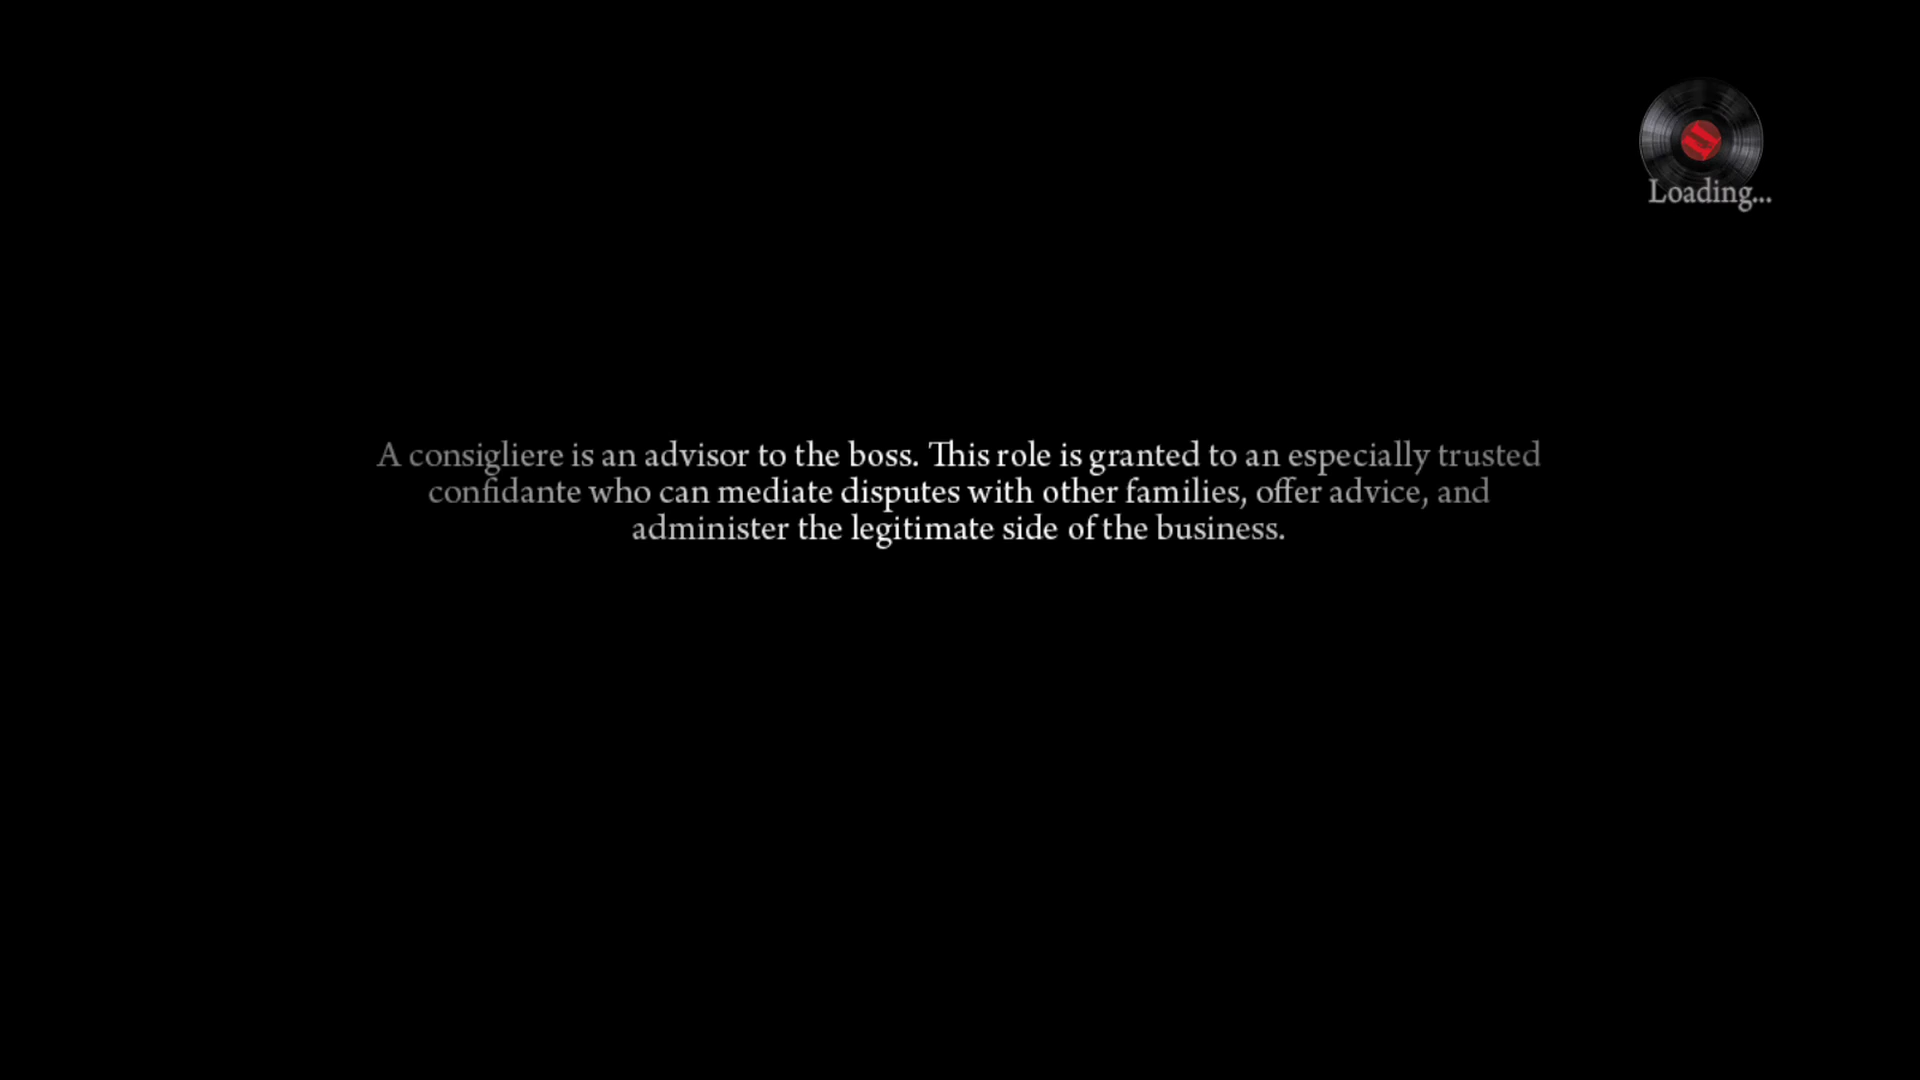 Loading...
A consigliere is an advisor to the boss. This role is granted to an especially trusted
confidante who can mediate disputes with other families, offer advice, and
administer the legitimate side of the business.